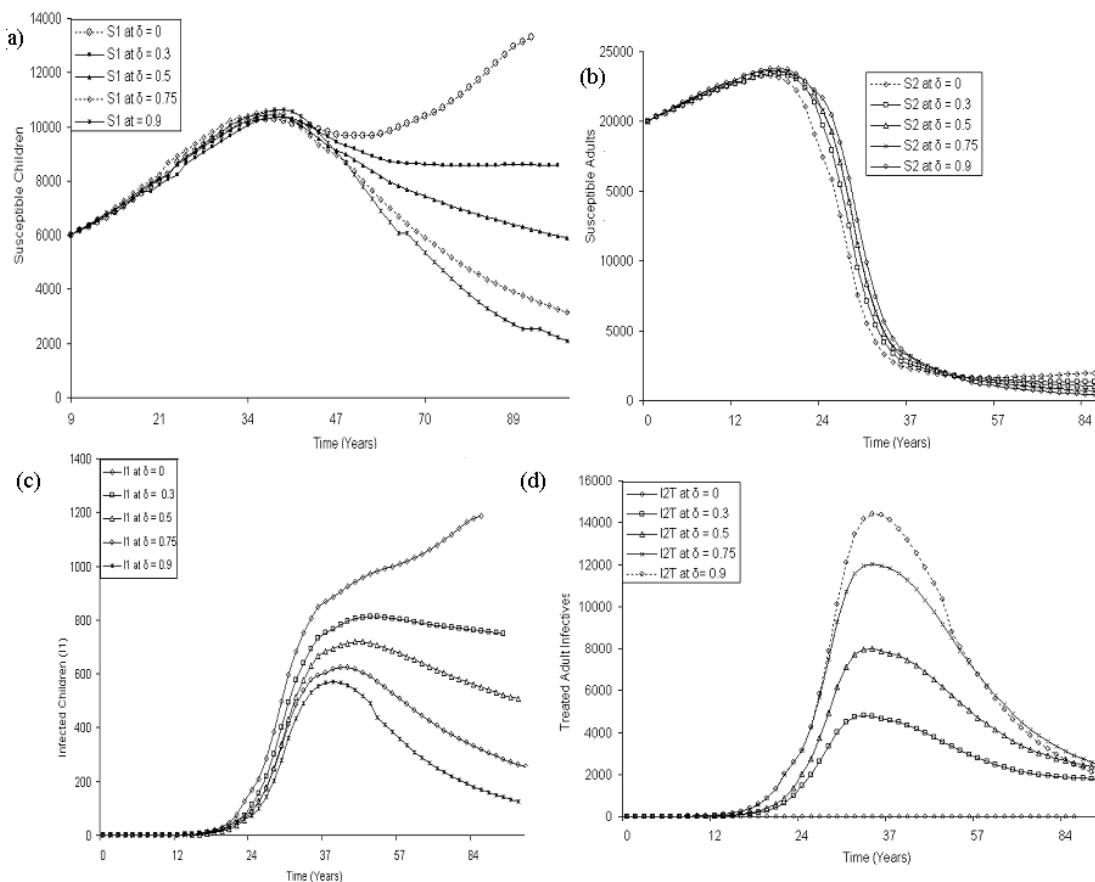 (a)
14000
12000
10000
8000
6000
4000
2000
0
Susceptible Children
S1 at δ = 0
S1 at δ = 0.3
S1 at δ = 0.5
S1 at δ = 0.75
S1 at = 0.9
9 21 34 47 70 89
Time (Years)
(b)
25000
20000
15000
10000
5000
0
Susceptible Adults
S2 at δ = 0
S2 at δ = 0.3
S2 at δ = 0.5
S2 at δ = 0.75
S2 at δ = 0.9
0 12 24 37 57 84
Time (Years)
(c)
1400
1200
1000
800
600
400
200
0
Infected Children (I1)
I1 at δ = 0
I1 at δ = 0.3
I1 at δ = 0.5
I1 at δ = 0.75
I1 at δ = 0.9
0 12 24 37 57 84
Time (Years)
(d)
16000
14000
12000
10000
8000
6000
4000
2000
0
Treated Adult Infectives
I2T at δ = 0
I2T at δ = 0.3
I2T at δ = 0.5
I2T at δ = 0.75
I2T at δ= 0.9
0 12 24 37 57 84
Time (Years)